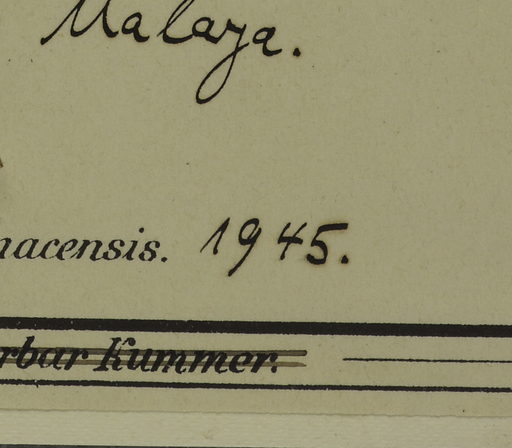 Malaya.
nacensis. 1945.
rbar Kummer.